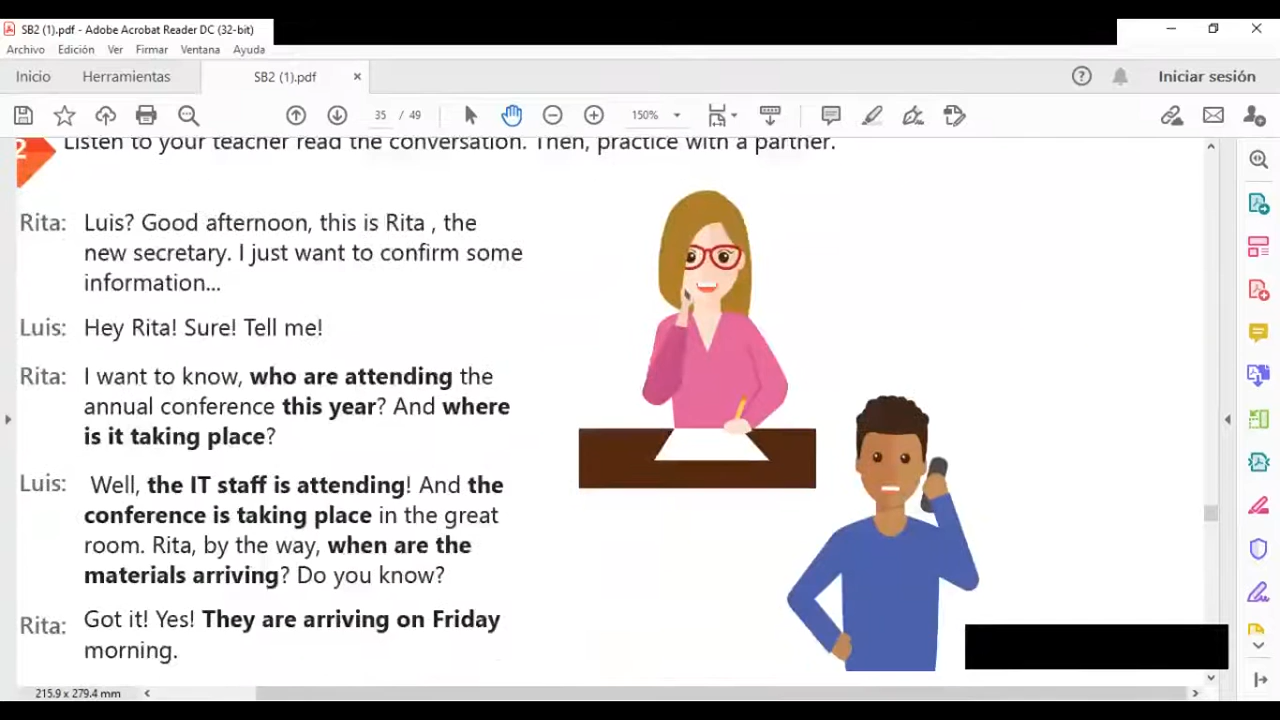 SB2 (1).pdf - Adobe Acrobat Reader DC (32-bit)
Archivo Edición Ver Firmar Ventana Ayuda
Inicio Herramientas SB2 (1).pdf × Iniciar sesión
35 / 49 150%
2 Listen to your teacher read the conversation. Then, practice with a partner.
Rita: Luis? Good afternoon, this is Rita , the
new secretary. I just want to confirm some
information...
Luis: Hey Rita! Sure! Tell me!
Rita: I want to know, who are attending the
annual conference this year? And where
is it taking place?
Luis: Well, the IT staff is attending! And the
conference is taking place in the great
room. Rita, by the way, when are the
materials arriving? Do you know?
Rita: Got it! Yes! They are arriving on Friday
morning.
215.9 x 279.4 mm